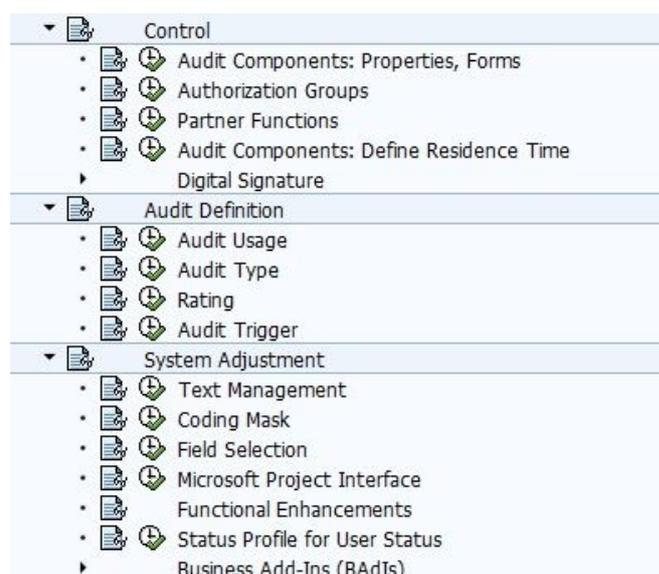 Control
Audit Components: Properties, Forms
Authorization Groups
Partner Functions
Audit Components: Define Residence Time
Digital Signature
Audit Definition
Audit Usage
Audit Type
Rating
Audit Trigger
System Adjustment
Text Management
Coding Mask
Field Selection
Microsoft Project Interface
Functional Enhancements
Status Profile for User Status
Business Add-Ins (BAdIs)